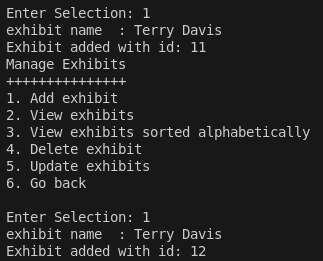 Enter Selection: 1
exhibit name  : Terry Davis
Exhibit added with id: 11
Manage Exhibits
+++++++++++++++
1. Add exhibit
2. View exhibits
3. View exhibits sorted alphabetically
4. Delete exhibit
5. Update exhibits
6. Go back

Enter Selection: 1
exhibit name  : Terry Davis
Exhibit added with id: 12